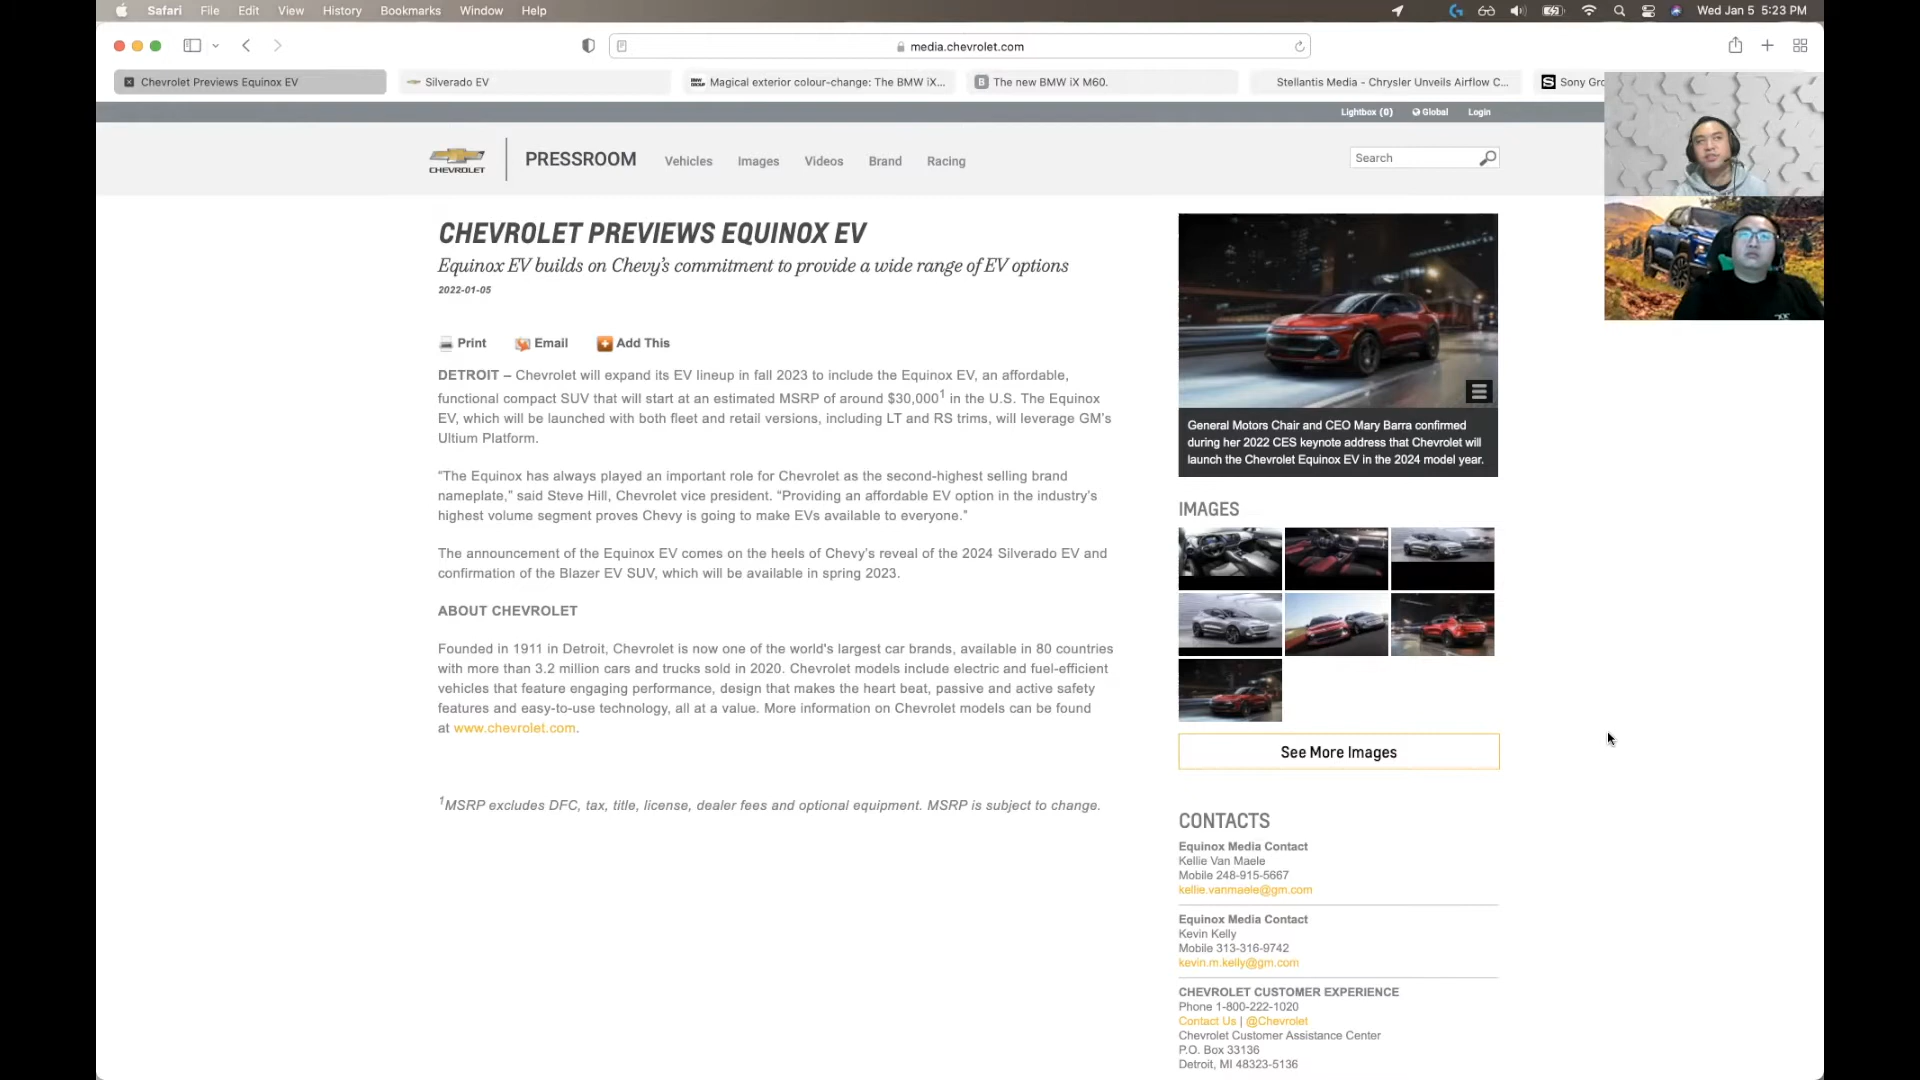 Safari File Edit View History Bookmarks Window Help
Wed Jan 5 5:23 PM
media.chevrolet.com
Chevrolet Previews Equinox EV
Silverado EV
Magical exterior colour-change: The BMW iX...
The new BMW iX M60.
Stellantis Media - Chrysler Unveils Airflow C...
Sony Gro
Lightbox (0) Global Login
CHEVROLET
PRESSROOM Vehicles Images Videos Brand Racing
Search
CHEVROLET PREVIEWS EQUINOX EV
Equinox EV builds on Chevy's commitment to provide a wide range of EV options
2022-01-05
Print Email Add This
DETROIT – Chevrolet will expand its EV lineup in fall 2023 to include the Equinox EV, an affordable,
functional compact SUV that will start at an estimated MSRP of around $30,000¹ in the U.S. The Equinox
EV, which will be launched with both fleet and retail versions, including LT and RS trims, will leverage GM's
Ultium Platform.
"The Equinox has always played an important role for Chevrolet as the second-highest selling brand
nameplate," said Steve Hill, Chevrolet vice president. "Providing an affordable EV option in the industry's
highest volume segment proves Chevy is going to make EVs available to everyone."
The announcement of the Equinox EV comes on the heels of Chevy's reveal of the 2024 Silverado EV and
confirmation of the Blazer EV SUV, which will be available in spring 2023.
ABOUT CHEVROLET
Founded in 1911 in Detroit, Chevrolet is now one of the world's largest car brands, available in 80 countries
with more than 3.2 million cars and trucks sold in 2020. Chevrolet models include electric and fuel-efficient
vehicles that feature engaging performance, design that makes the heart beat, passive and active safety
features and easy-to-use technology, all at a value. More information on Chevrolet models can be found
at www.chevrolet.com.
¹MSRP excludes DFC, tax, title, license, dealer fees and optional equipment. MSRP is subject to change.
General Motors Chair and CEO Mary Barra confirmed
during her 2022 CES keynote address that Chevrolet will
launch the Chevrolet Equinox EV in the 2024 model year.
IMAGES
See More Images
CONTACTS
Equinox Media Contact
Kellie Van Maele
Mobile 248-915-5667
kellie.vanmaele@gm.com
Equinox Media Contact
Kevin Kelly
Mobile 313-316-9742
kevin.m.kelly@gm.com
CHEVROLET CUSTOMER EXPERIENCE
Phone 1-800-222-1020
Contact Us | @Chevrolet
Chevrolet Customer Assistance Center
P.O. Box 33136
Detroit, MI 48323-5136